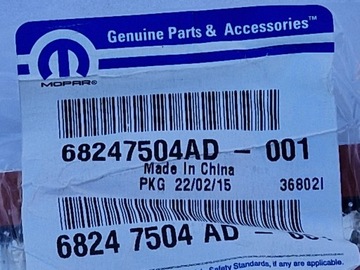 Genuine Parts & Accessories™
MOPAR®
68247504AD - 001
Made in China
PKG 22/02/15 36802I
6824 7504 AD -
Safety Standards, if any are applicable.